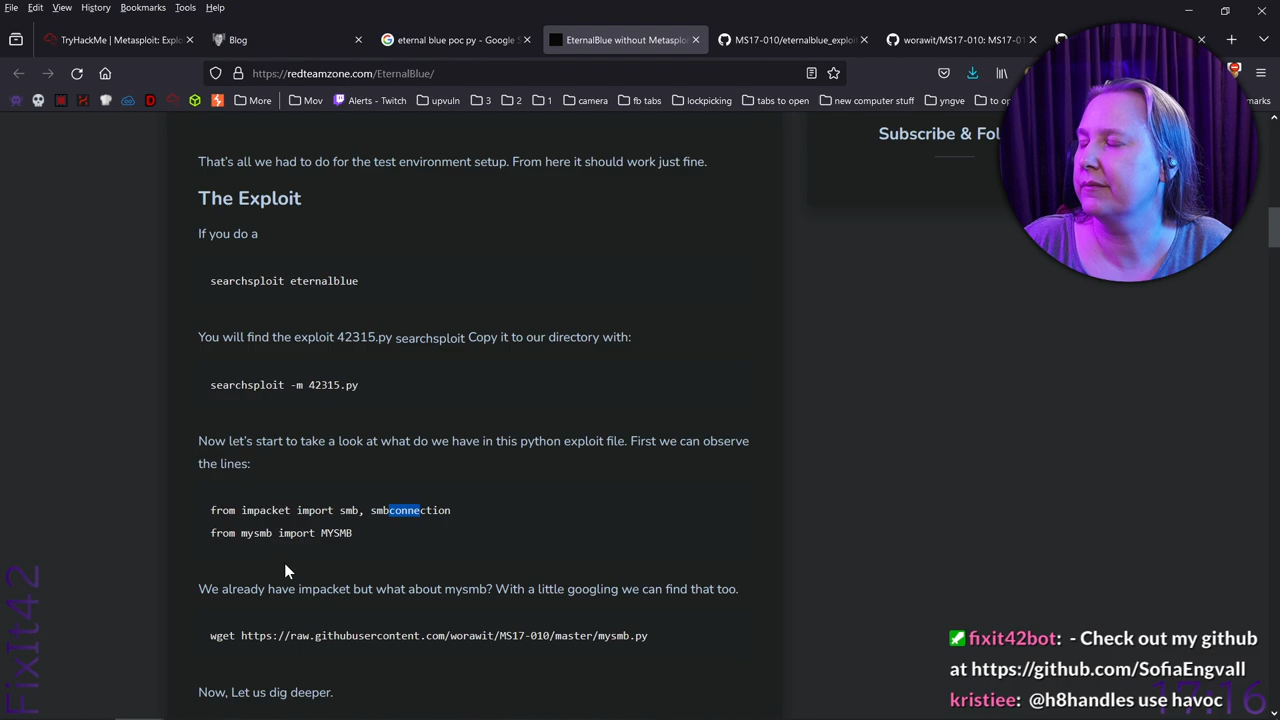 File Edit View History Bookmarks Tools Help
TryHackMe | Metasploit: Explo
Blog
eternal blue poc py - Google S
EternalBlue without Metasplo
MS17-010/eternalblue_exploit
worawit/MS17-010: MS17-01
https://redteamzone.com/EternalBlue/
More
Mov
Alerts - Twitch
upvuln
3
2
1
camera
fb tabs
lockpicking
tabs to open
new computer stuff
yngve
to o
marks
That's all we had to do for the test environment setup. From here it should work just fine.
Subscribe & Fol
The Exploit
If you do a
searchsploit eternalblue
You will find the exploit 42315.py searchsploit Copy it to our directory with:
searchsploit -m 42315.py
Now let's start to take a look at what do we have in this python exploit file. First we can observe
the lines:
from impacket import smb, smbconnection
from mysmb import MYSMB
We already have impacket but what about mysmb? With a little googling we can find that too.
wget https://raw.githubusercontent.com/worawit/MS17-010/master/mysmb.py
Now, Let us dig deeper.
FixIt42
fixit42bot: - Check out my github
at https://github.com/SofiaEngvall
kristiee: @h8handles use havoc
17:16